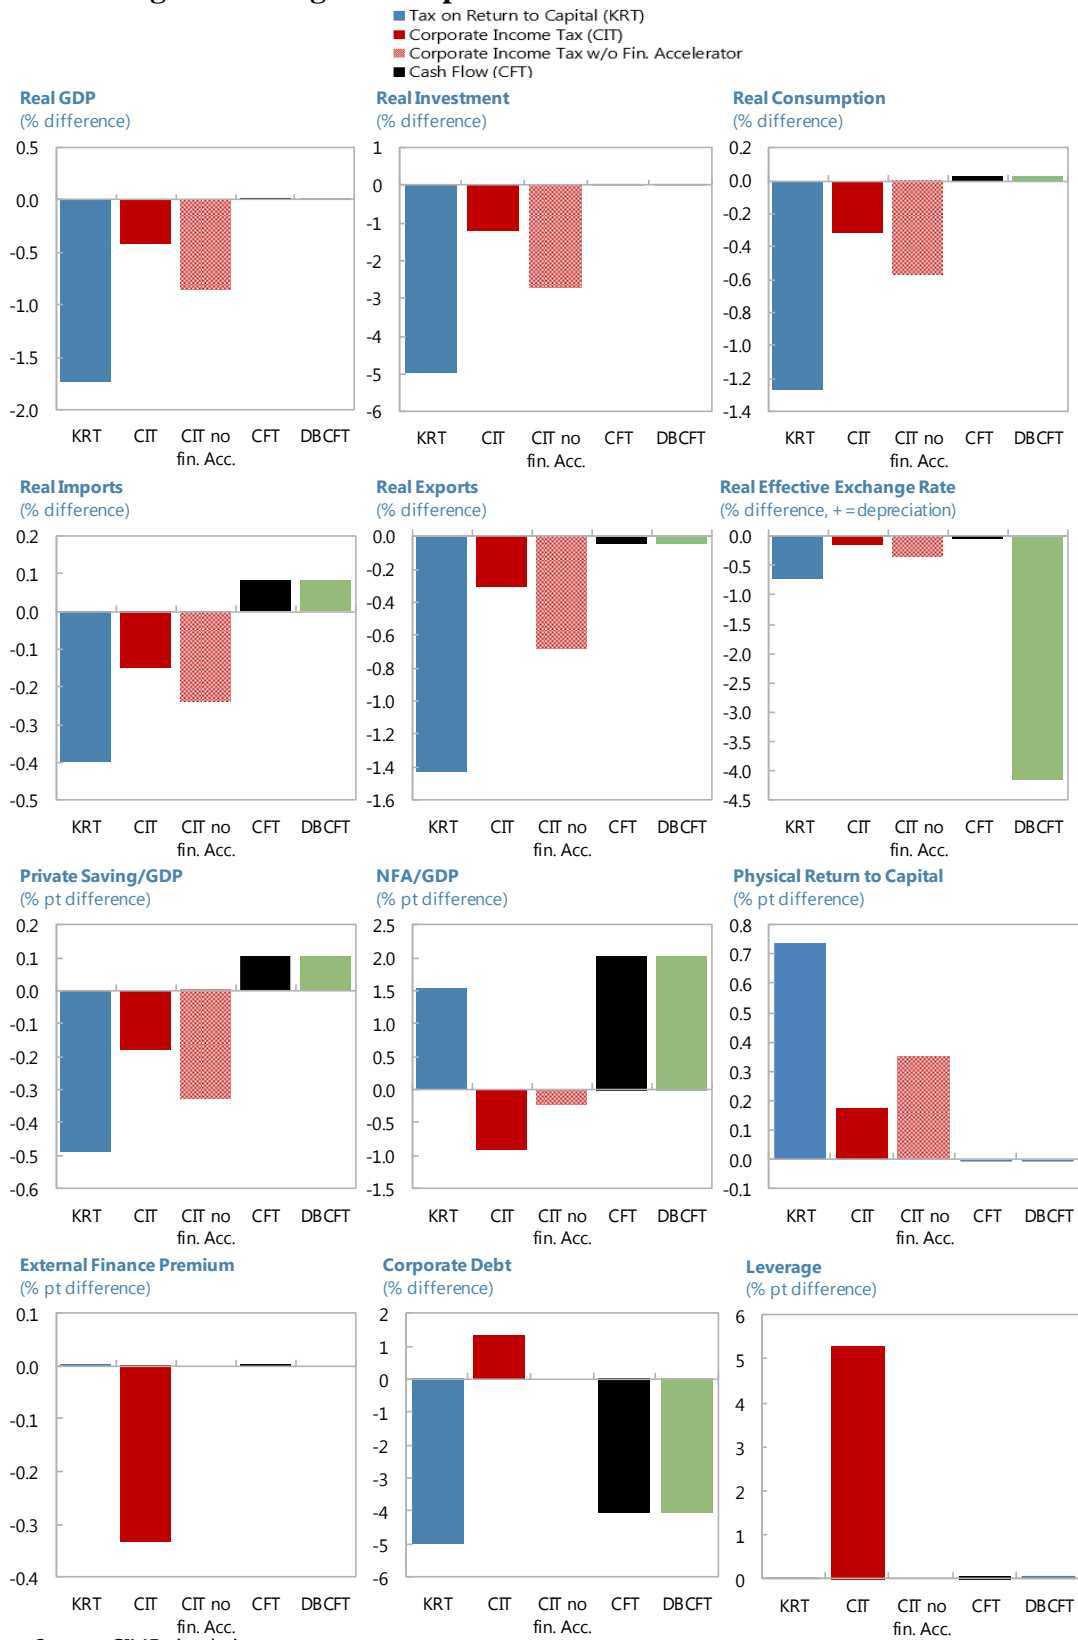 Tax on Return to Capital (KRT)
Corporate Income Tax (CIT)
Corporate Income Tax w/o Fin. Accelerator
Cash Flow (CFT)
Real GDP
(% difference)
0.5
0.0
-0.5
-1.0
-1.5
-2.0
KRT CIT CIT no fin. Acc. CFT DBCFT
Real Investment
(% difference)
1
0
-1
-2
-3
-4
-5
-6
KRT CIT CIT no fin. Acc. CFT DBCFT
Real Consumption
(% difference)
0.2
0.0
-0.2
-0.4
-0.6
-0.8
-1.0
-1.2
-1.4
KRT CIT CIT no fin. Acc. CFT DBCFT
Real Imports
(% difference)
0.2
0.1
0.0
-0.1
-0.2
-0.3
-0.4
-0.5
KRT CIT CIT no fin. Acc. CFT DBCFT
Real Exports
(% difference)
0.0
-0.2
-0.4
-0.6
-0.8
-1.0
-1.2
-1.4
-1.6
KRT CIT CIT no fin. Acc. CFT DBCFT
Real Effective Exchange Rate
(% difference, + =depreciation)
0.0
-0.5
-1.0
-1.5
-2.0
-2.5
-3.0
-3.5
-4.0
-4.5
KRT CIT CIT no fin. Acc. CFT DBCFT
Private Saving/GDP
(% pt difference)
0.2
0.1
0.0
-0.1
-0.2
-0.3
-0.4
-0.5
-0.6
KRT CIT CIT no fin. Acc. CFT DBCFT
NFA/GDP
(% pt difference)
2.5
2.0
1.5
1.0
0.5
0.0
-0.5
-1.0
-1.5
KRT CIT CIT no fin. Acc. CFT DBCFT
Physical Return to Capital
(% pt difference)
0.8
0.7
0.6
0.5
0.4
0.3
0.2
0.1
0.0
-0.1
KRT CIT CIT no fin. Acc. CFT DBCFT
External Finance Premium
(% pt difference)
0.1
0.0
-0.1
-0.2
-0.3
-0.4
KRT CIT CIT no fin. Acc. CFT DBCFT
Corporate Debt
(% difference)
2
1
0
-1
-2
-3
-4
-5
-6
KRT CIT CIT no fin. Acc. CFT DBCFT
Leverage
(% pt difference)
6
5
4
3
2
1
0
KRT CIT CIT no fin. Acc. CFT DBCFT